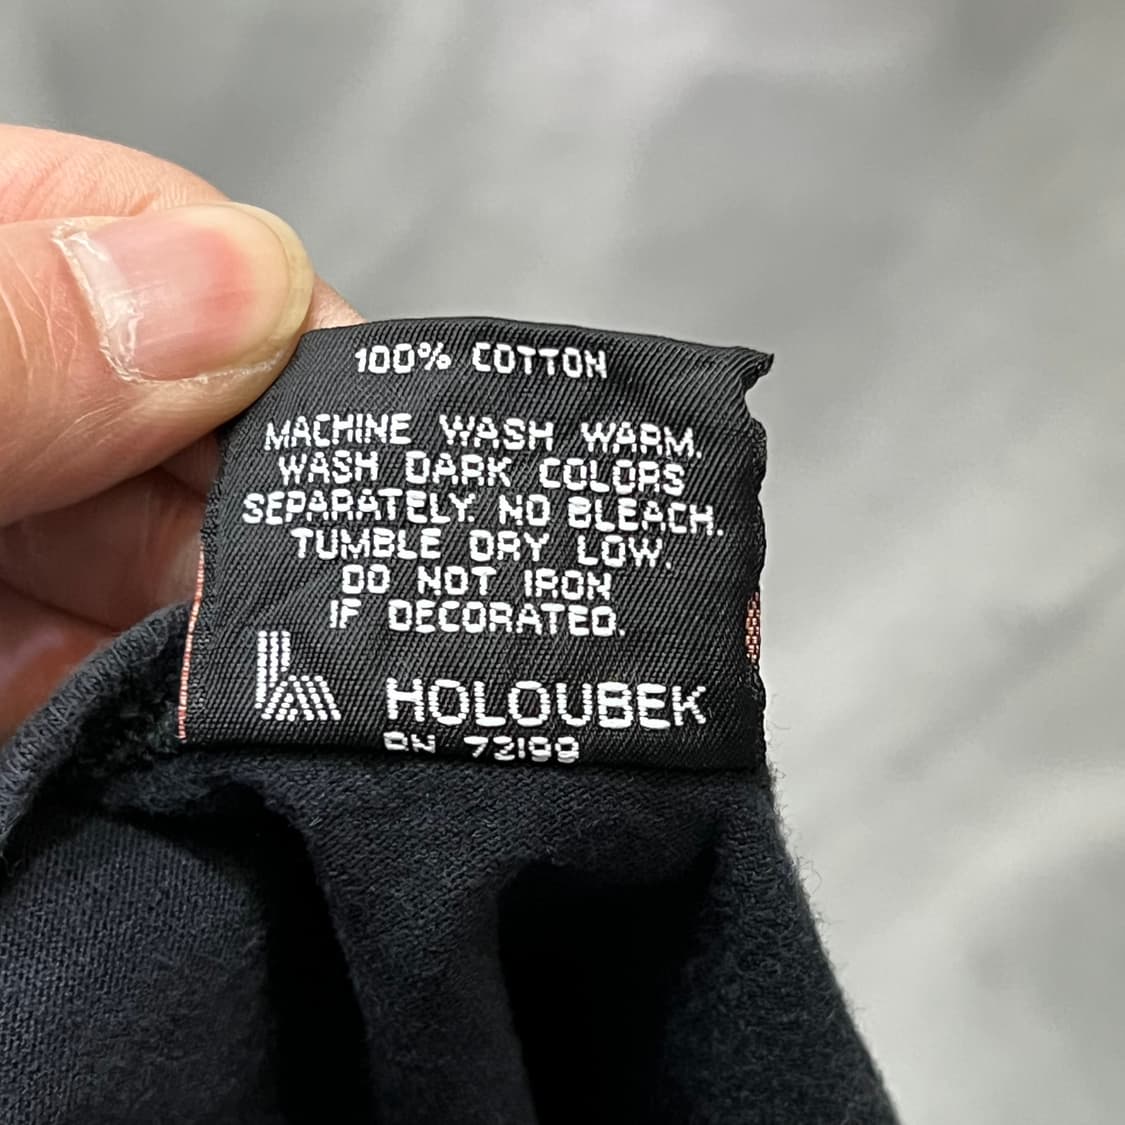 100% COTTON
MACHINE WASH WARM.
WASH DARK COLORS
SEPARATELY. NO BLEACH.
TUMBLE DRY LOW.
DO NOT IRON
IF DECORATED.
HOLOUBEK
RN 72199